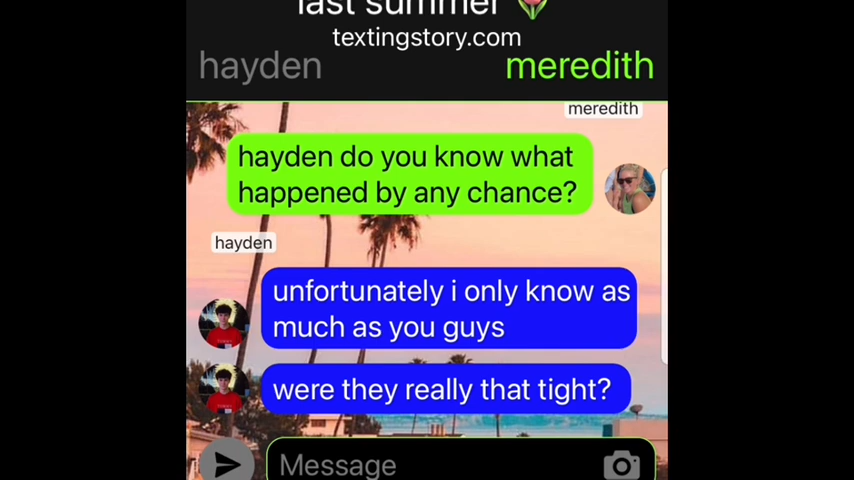 last summer 🌷
textingstory.com
hayden meredith
meredith
hayden do you know what
happened by any chance?
hayden
unfortunately i only know as
much as you guys
were they really that tight?
Message